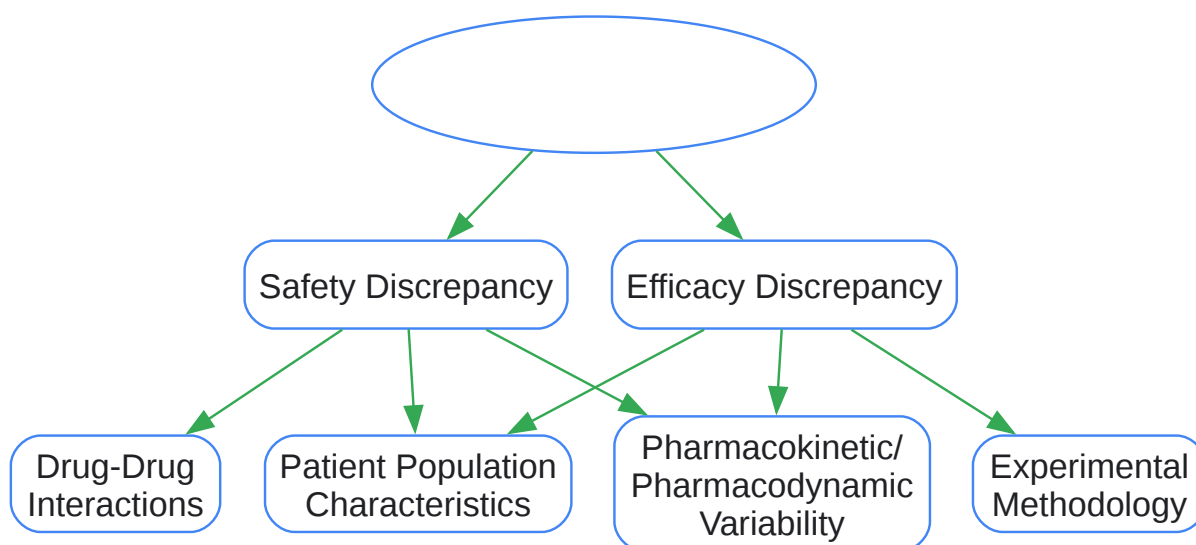 Safety Discrepancy
Efficacy Discrepancy
Drug-Drug
Interactions
Patient Population
Characteristics
Pharmacokinetic/
Pharmacodynamic
Variability
Experimental
Methodology